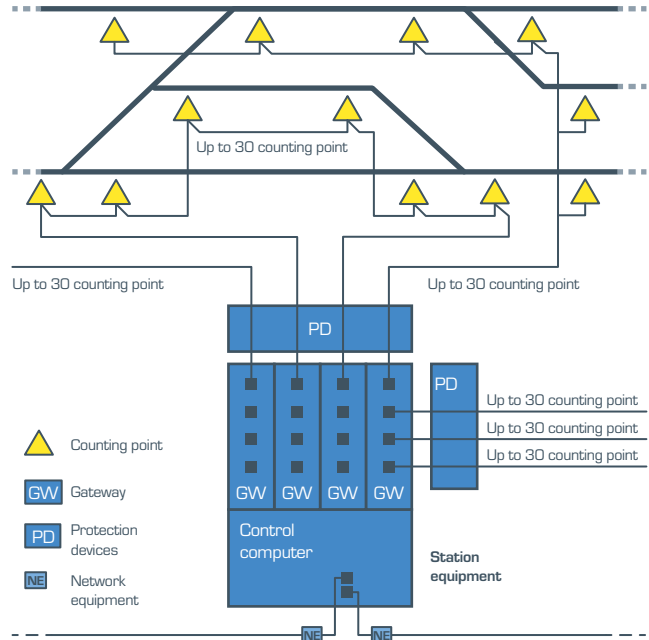 Up to 30 counting point
Up to 30 counting point
Up to 30 counting point
PD
PD
Up to 30 counting point
Up to 30 counting point
Up to 30 counting point
GW GW GW GW
Counting point
GW Gateway
PD Protection
devices
NE Network
equipment
Control
computer
Station
equipment
NE NE